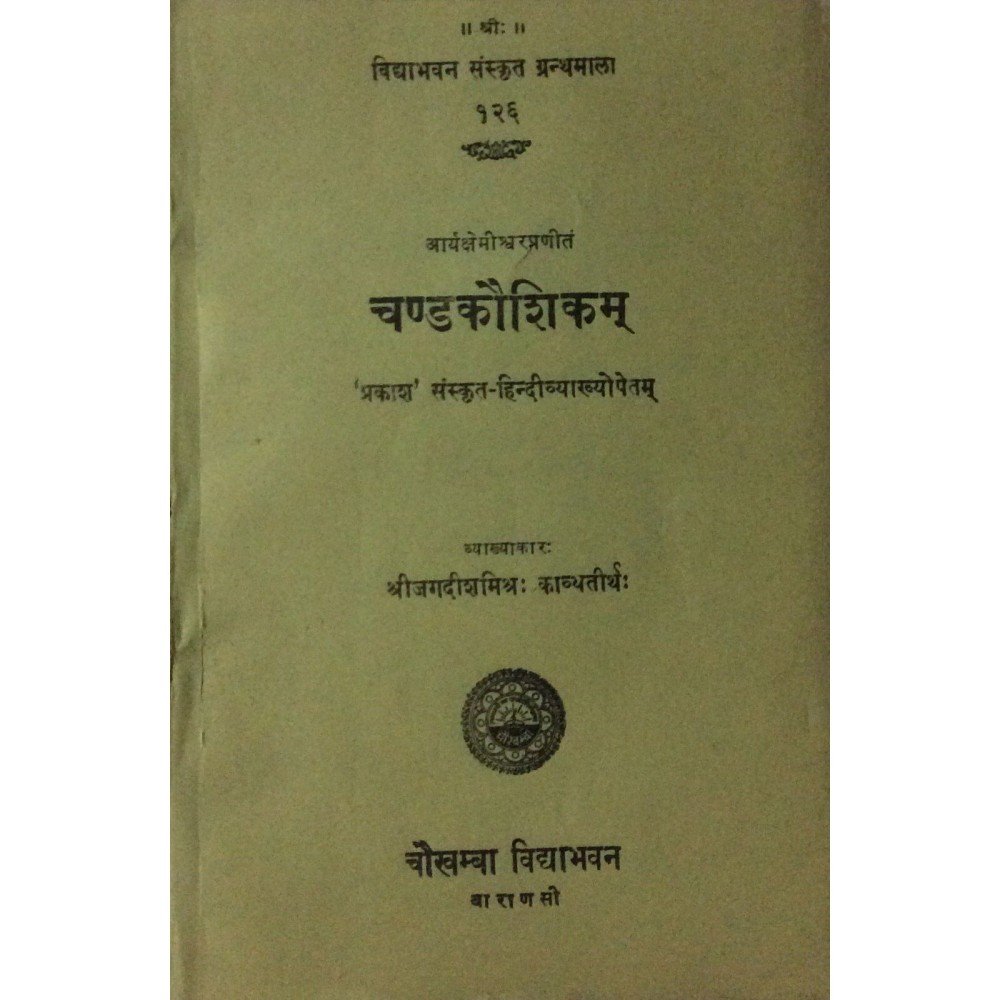 ॥ श्रीः ॥
विद्याभवन संस्कृत ग्रन्थमाला
१२६
आर्यक्षेमीश्वरप्रणीतं
चण्डकौशिकम्
'प्रकाश' संस्कृत-हिन्दीव्याख्योपेतम्
व्याख्याकारः
श्रीजगदीशमिश्रः काव्यतीर्थः
चौखम्बा विद्याभवन
वाराणसी